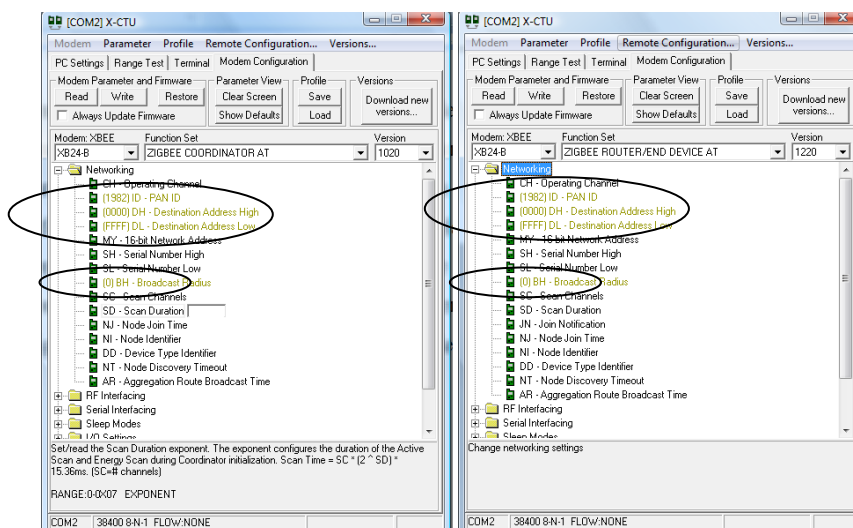 [COM2] X-CTU
Modem Parameter Profile Remote Configuration... Versions...
PC Settings Range Test Terminal Modem Configuration
Modem Parameter and Firmware Parameter View Profile Versions
Read Write Restore Clear Screen Save Download new versions...
Always Update Firmware Show Defaults Load
Modem: XBEE Function Set Version
XB24-B ZIGBEE COORDINATOR AT 1020
Networking
CH - Operating Channel
(1982) ID - PAN ID
(0000) DH - Destination Address High
(FFFF) DL - Destination Address Low
MY - 16-bit Network Address
SH - Serial Number High
SL - Serial Number Low
(0) BH - Broadcast Radius
SC - Scan Channels
SD - Scan Duration
NJ - Node Join Time
NI - Node Identifier
DD - Device Type Identifier
NT - Node Discovery Timeout
AR - Aggregation Route Broadcast Time
RF Interfacing
Serial Interfacing
Sleep Modes
I/O Settings
Set/read the Scan Duration exponent. The exponent configures the duration of the Active
Scan and Energy Scan during Coordinator initialization. Scan Time = SC * (2 ^ SD) *
15.36ms. (SC=# channels)
RANGE:0-0X07 EXPONENT
COM2 38400 8-N-1 FLOW:NONE
[COM2] X-CTU
Modem Parameter Profile Remote Configuration... Versions...
PC Settings Range Test Terminal Modem Configuration
Modem Parameter and Firmware Parameter View Profile Versions
Read Write Restore Clear Screen Save Download new versions...
Always Update Firmware Show Defaults Load
Modem: XBEE Function Set Version
XB24-B ZIGBEE ROUTER/END DEVICE AT 1220
Networking
CH - Operating Channel
(1982) ID - PAN ID
(0000) DH - Destination Address High
(FFFF) DL - Destination Address Low
MY - 16-bit Network Address
SH - Serial Number High
SL - Serial Number Low
(0) BH - Broadcast Radius
SC - Scan Channels
SD - Scan Duration
JN - Join Notification
NJ - Node Join Time
NI - Node Identifier
DD - Device Type Identifier
NT - Node Discovery Timeout
AR - Aggregation Route Broadcast Time
RF Interfacing
Serial Interfacing
Sleep Modes
Change networking settings
COM2 38400 8-N-1 FLOW:NONE